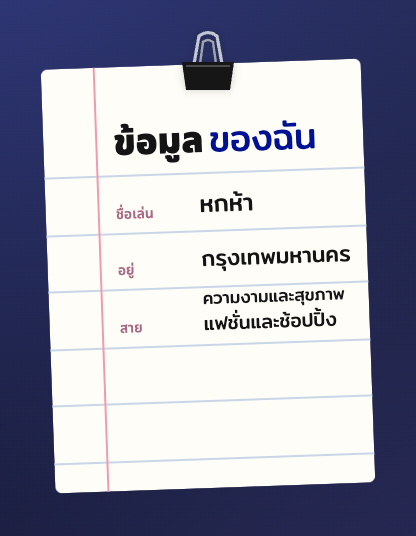 ข้อมูล ของฉัน
ชื่อเล่น หกห้า
อยู่ กรุงเทพมหานคร
ความงามและสุขภาพ
สาย แฟชั่นและช้อปปิ้ง